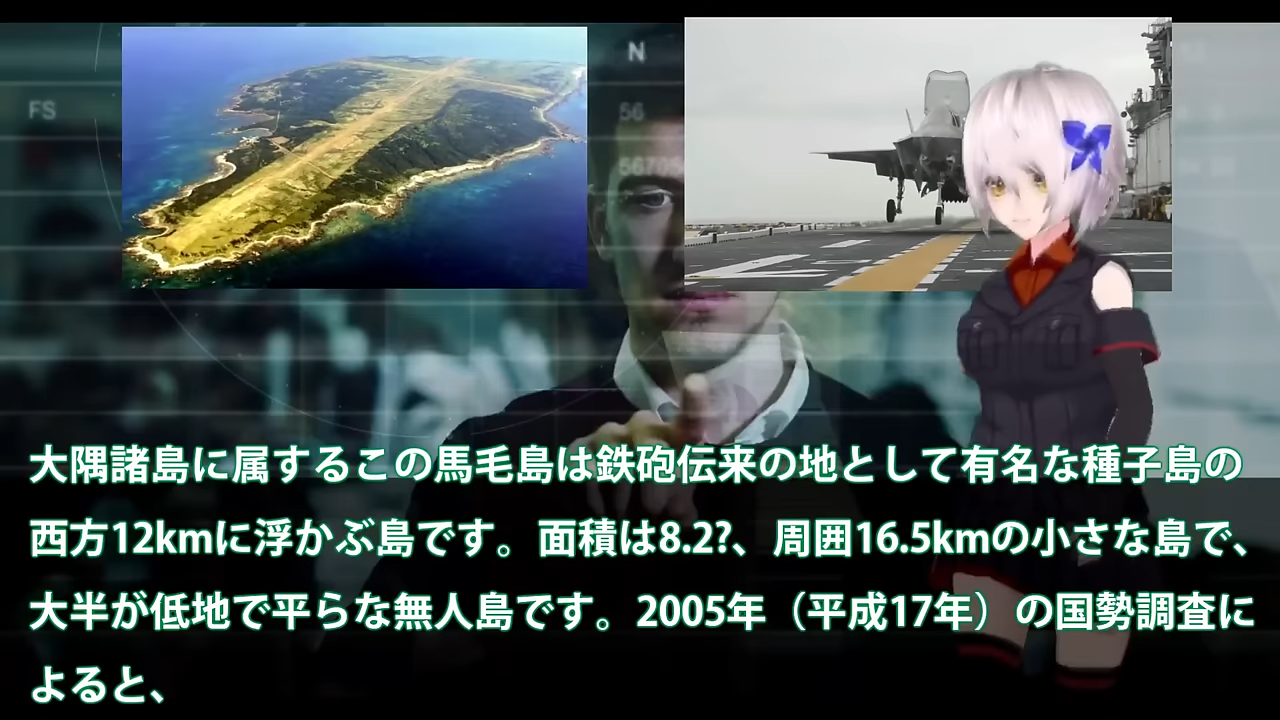 N
FS
56
56705
大隅諸島に属するこの馬毛島は鉄砲伝来の地として有名な種子島の
西方12kmに浮かぶ島です。面積は8.2?、周囲16.5kmの小さな島で、
大半が低地で平らな無人島です。2005年（平成17年）の国勢調査に
よると、